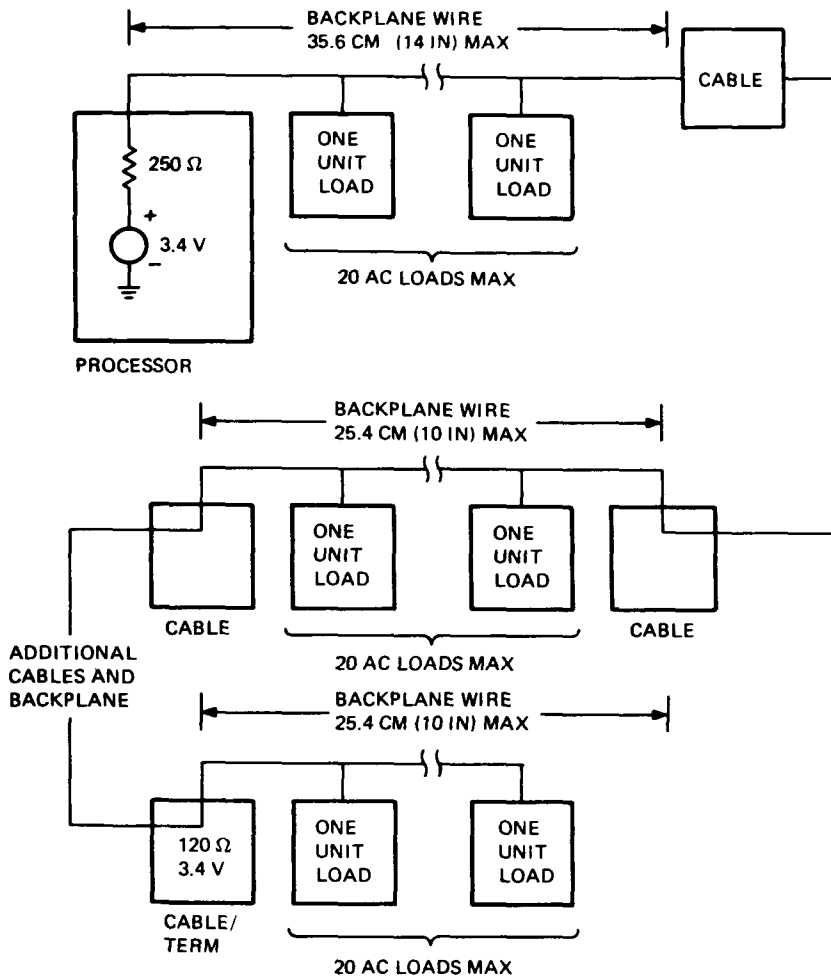 BACKPLANE WIRE
35.6 CM (14 IN) MAX
CABLE
250 Ω
+
3.4 V
−
ONE
UNIT
LOAD
ONE
UNIT
LOAD
20 AC LOADS MAX
PROCESSOR
BACKPLANE WIRE
25.4 CM (10 IN) MAX
ONE
UNIT
LOAD
ONE
UNIT
LOAD
CABLE
CABLE
20 AC LOADS MAX
ADDITIONAL
CABLES AND
BACKPLANE
BACKPLANE WIRE
25.4 CM (10 IN) MAX
120 Ω
3.4 V
ONE
UNIT
LOAD
ONE
UNIT
LOAD
CABLE/
TERM
20 AC LOADS MAX